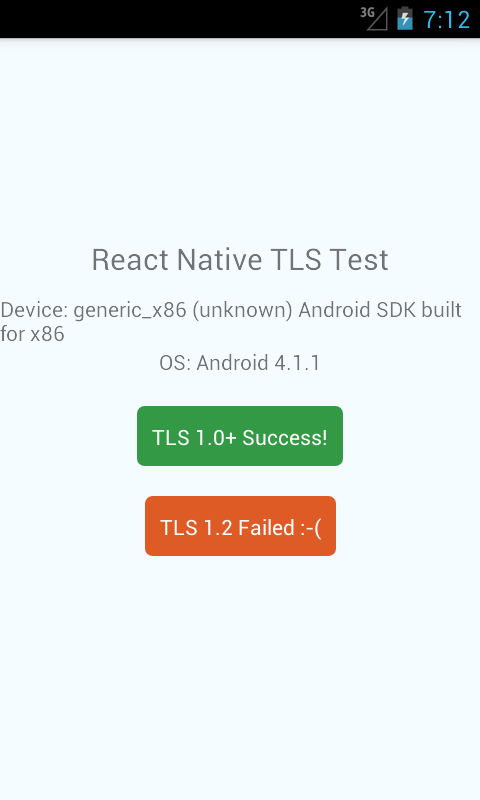 3G
7:12
React Native TLS Test
Device: generic_x86 (unknown) Android SDK built
for x86
OS: Android 4.1.1
TLS 1.0+ Success!
TLS 1.2 Failed :-(